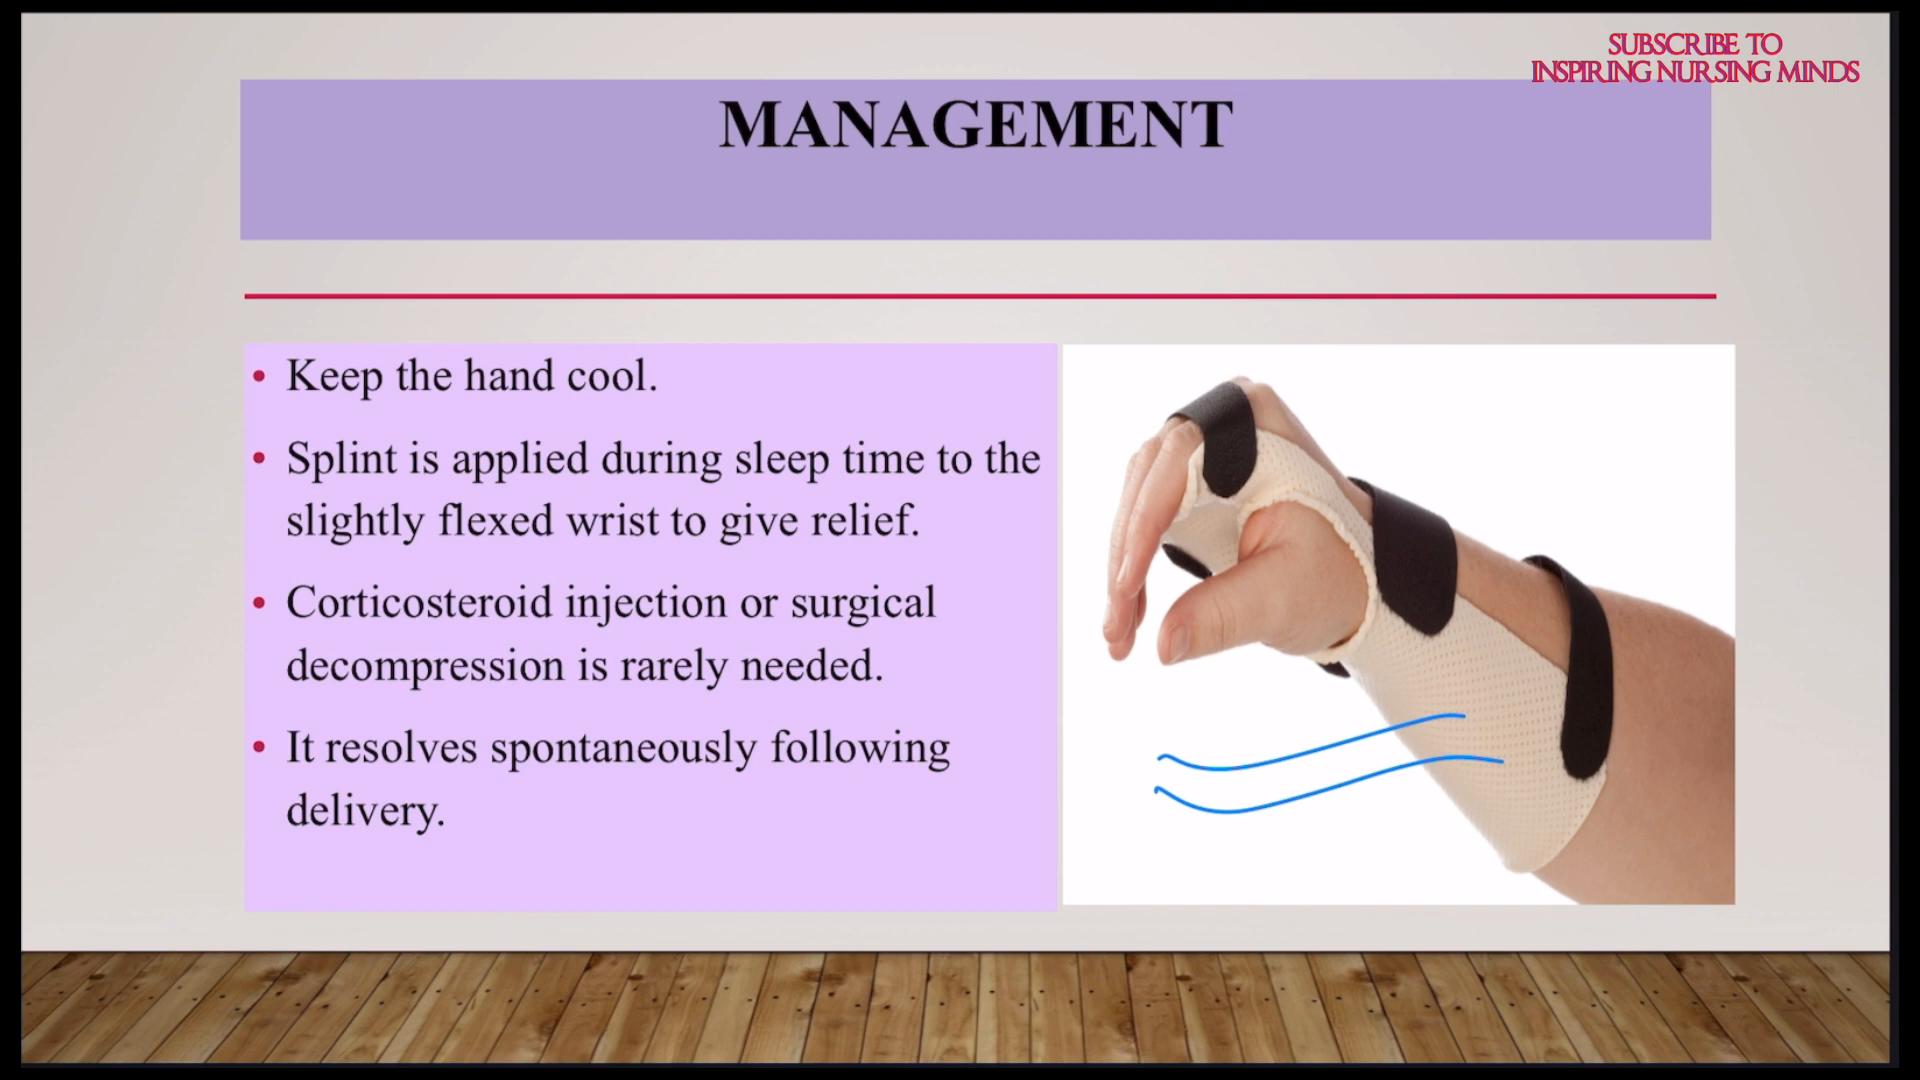 SUBSCRIBE TO
INSPIRING NURSING MINDS
MANAGEMENT
• Keep the hand cool.
• Splint is applied during sleep time to the
slightly flexed wrist to give relief.
• Corticosteroid injection or surgical
decompression is rarely needed.
• It resolves spontaneously following
delivery.